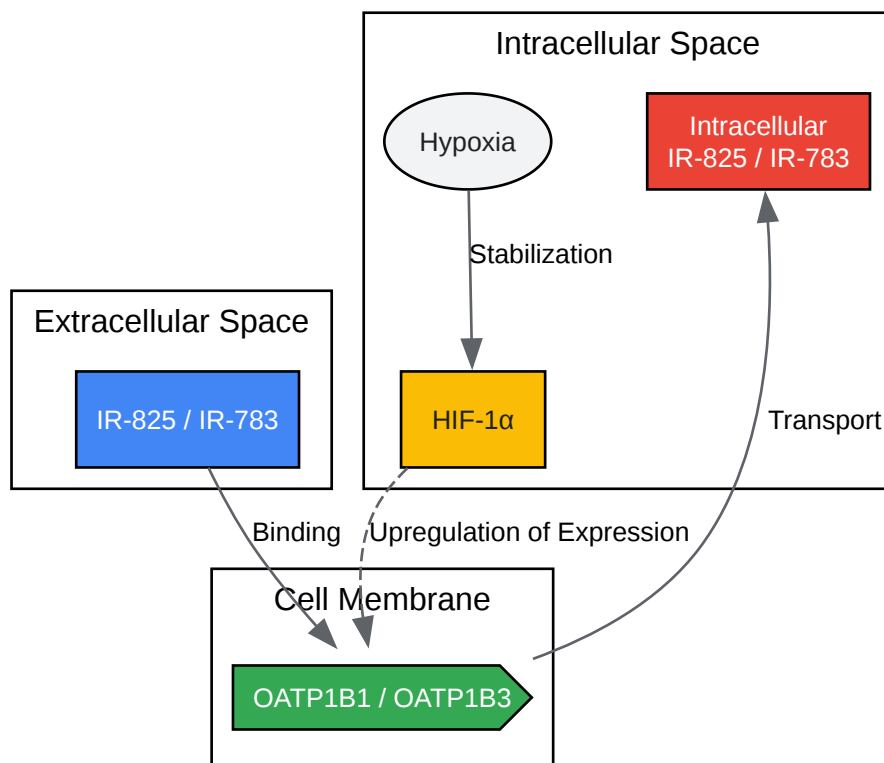 Intracellular Space
Hypoxia
Intracellular
IR-825 / IR-783
Stabilization
Extracellular Space
IR-825 / IR-783
HIF-1α
Transport
Binding
Upregulation of Expression
Cell Membrane
OATP1B1 / OATP1B3